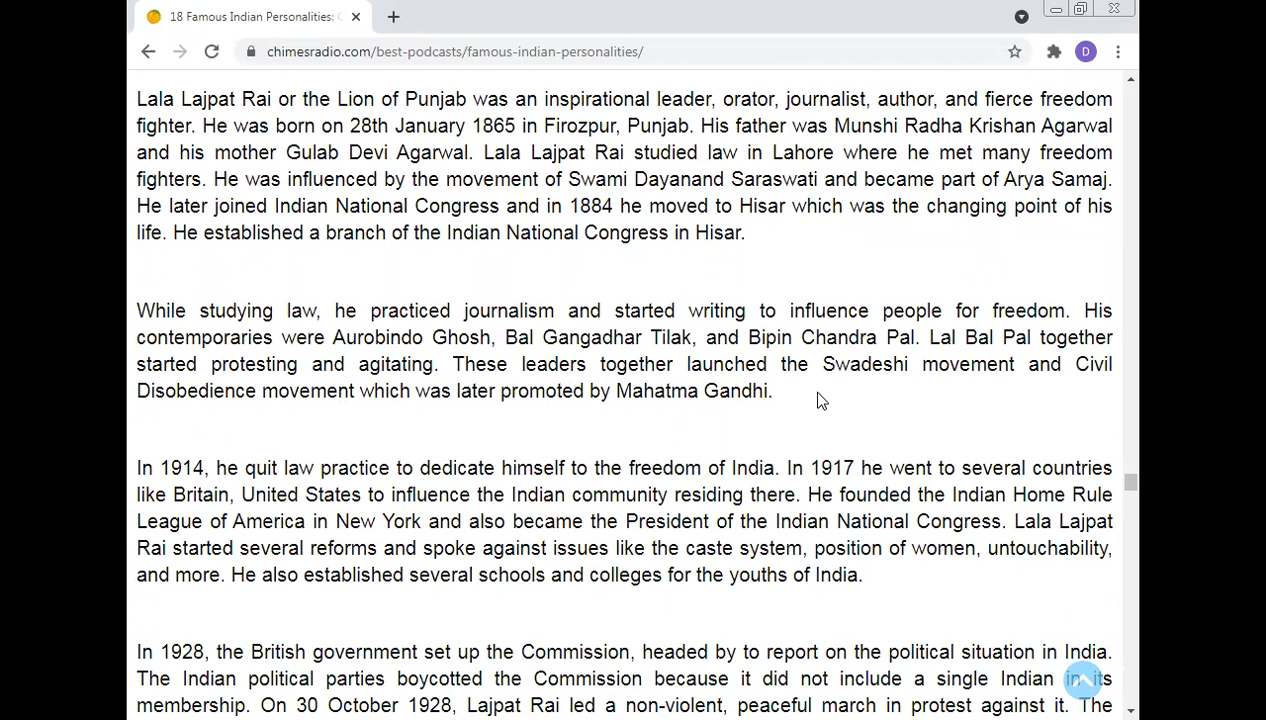 18 Famous Indian Personalities:
chimesradio.com/best-podcasts/famous-indian-personalities/
D
Lala Lajpat Rai or the Lion of Punjab was an inspirational leader, orator, journalist, author, and fierce freedom
fighter. He was born on 28th January 1865 in Firozpur, Punjab. His father was Munshi Radha Krishan Agarwal
and his mother Gulab Devi Agarwal. Lala Lajpat Rai studied law in Lahore where he met many freedom
fighters. He was influenced by the movement of Swami Dayanand Saraswati and became part of Arya Samaj.
He later joined Indian National Congress and in 1884 he moved to Hisar which was the changing point of his
life. He established a branch of the Indian National Congress in Hisar.
While studying law, he practiced journalism and started writing to influence people for freedom. His
contemporaries were Aurobindo Ghosh, Bal Gangadhar Tilak, and Bipin Chandra Pal. Lal Bal Pal together
started protesting and agitating. These leaders together launched the Swadeshi movement and Civil
Disobedience movement which was later promoted by Mahatma Gandhi.
In 1914, he quit law practice to dedicate himself to the freedom of India. In 1917 he went to several countries
like Britain, United States to influence the Indian community residing there. He founded the Indian Home Rule
League of America in New York and also became the President of the Indian National Congress. Lala Lajpat
Rai started several reforms and spoke against issues like the caste system, position of women, untouchability,
and more. He also established several schools and colleges for the youths of India.
In 1928, the British government set up the Commission, headed by to report on the political situation in India.
The Indian political parties boycotted the Commission because it did not include a single Indian in its
membership. On 30 October 1928, Lajpat Rai led a non-violent, peaceful march in protest against it. The